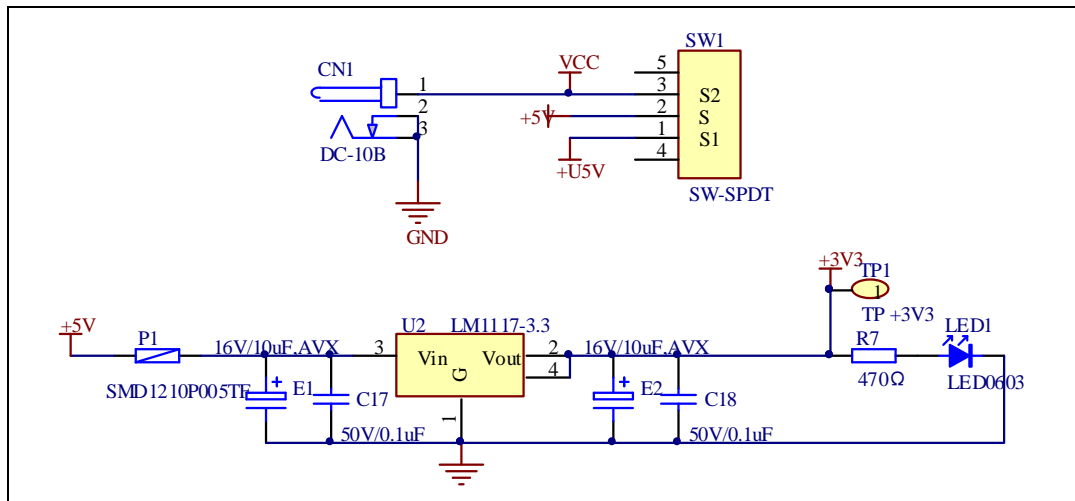 SW1
VCC
5
CN1
1
3
S2
2
+5V
2
S
3
1
S1
DC-10B
+U5V
4
SW-SPDT
GND
+3V3
TP1
1
+5V
P1
U2
LM1117-3.3
TP +3V3
LED1
R7
16V/10uF,AVX
3
Vin
Vout
2
16V/10uF,AVX
4
SMD1210P005TF
G
470Ω
LED0603
+
E1
C17
1
+
E2
C18
50V/0.1uF
50V/0.1uF